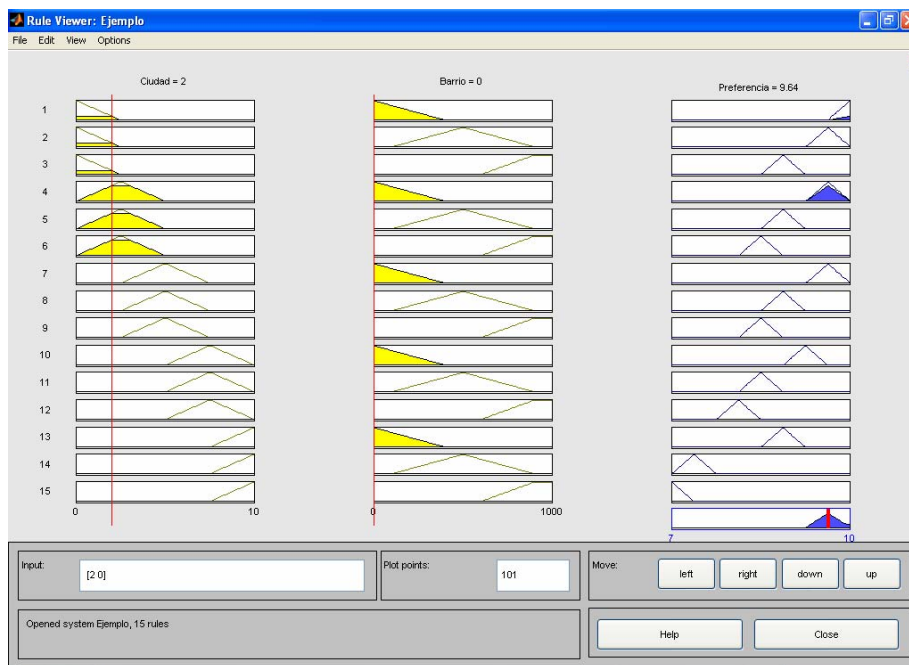 Rule Viewer: Ejemplo
File Edit View Options
Ciudad = 2
Barrio = 0
Preferencia = 9.64
1
2
3
4
5
6
7
8
9
10
11
12
13
14
15
0 10
0 1000
7 10
Input:
[2 0]
Plot points:
101
Move:
left
right
down
up
Opened system Ejemplo, 15 rules
Help
Close